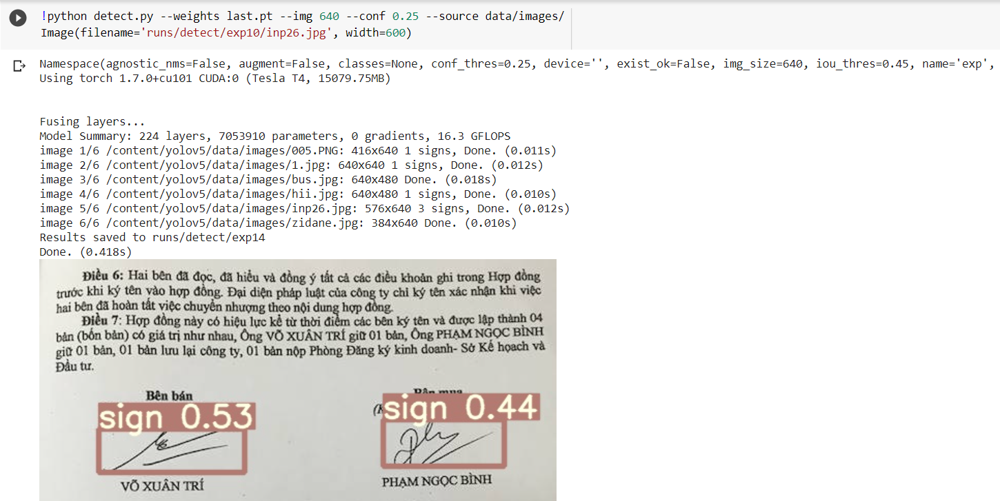 !python detect.py --weights last.pt --img 640 --conf 0.25 --source data/images/
Image(filename='runs/detect/exp10/inp26.jpg', width=600)
Namespace(agnostic_nms=False, augment=False, classes=None, conf_thres=0.25, device='', exist_ok=False, img_size=640, iou_thres=0.45, name='exp',
Using torch 1.7.0+cu101 CUDA:0 (Tesla T4, 15079.75MB)
Fusing layers...
Model Summary: 224 layers, 7053910 parameters, 0 gradients, 16.3 GFLOPS
image 1/6 /content/yolov5/data/images/005.PNG: 416x640 1 signs, Done. (0.011s)
image 2/6 /content/yolov5/data/images/1.jpg: 640x640 1 signs, Done. (0.012s)
image 3/6 /content/yolov5/data/images/bus.jpg: 640x480 Done. (0.018s)
image 4/6 /content/yolov5/data/images/hii.jpg: 640x480 1 signs, Done. (0.010s)
image 5/6 /content/yolov5/data/images/inp26.jpg: 576x640 3 signs, Done. (0.012s)
image 6/6 /content/yolov5/data/images/zidane.jpg: 384x640 Done. (0.010s)
Results saved to runs/detect/exp14
Done. (0.418s)
Điều 6: Hai bên đã đọc, đã hiểu và đồng ý tất cả các điều khoản ghi trong Hợp đồng
trước khi ký tên vào hợp đồng. Đại diện pháp luật của công ty chỉ ký tên xác nhận khi việc
hai bên đã hoàn tất việc chuyển nhượng theo nội dung hợp đồng.
Điều 7: Hợp đồng này có hiệu lực kể từ thời điểm các bên ký tên và được lập thành 04
bản (bốn bản) có giá trị như nhau, Ông VÕ XUÂN TRÍ giữ 01 bản, Ông PHẠM NGỌC BÌNH
giữ 01 bản, 01 bản lưu lại công ty, 01 bản nộp Phòng Đăng ký kinh doanh- Sở Kế hoạch và
Đầu tư.
Bên bán
sign 0.53 sign 0.44
VÕ XUÂN TRÍ PHẠM NGỌC BÌNH